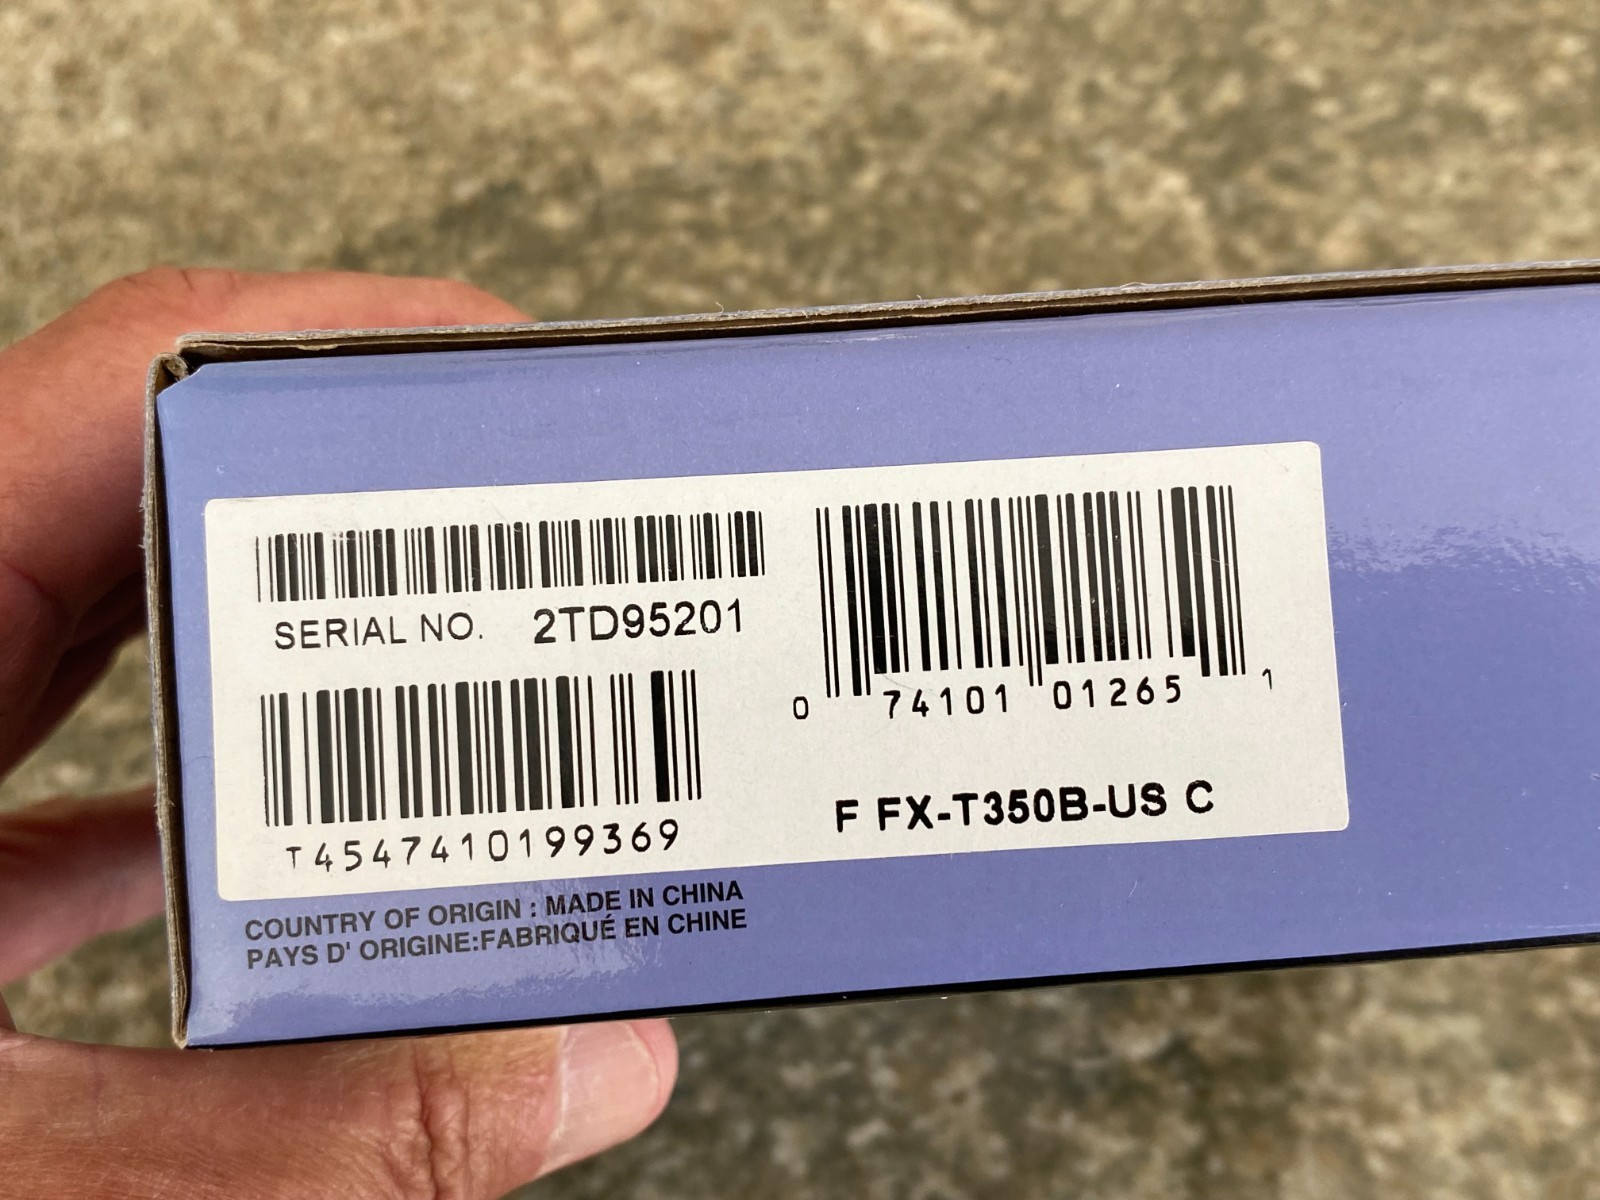 SERIAL NO. 2TD95201
T4547410199369
0 74101 01265 1
F FX-T350B-US C
COUNTRY OF ORIGIN : MADE IN CHINA
PAYS D' ORIGINE:FABRIQUÉ EN CHINE